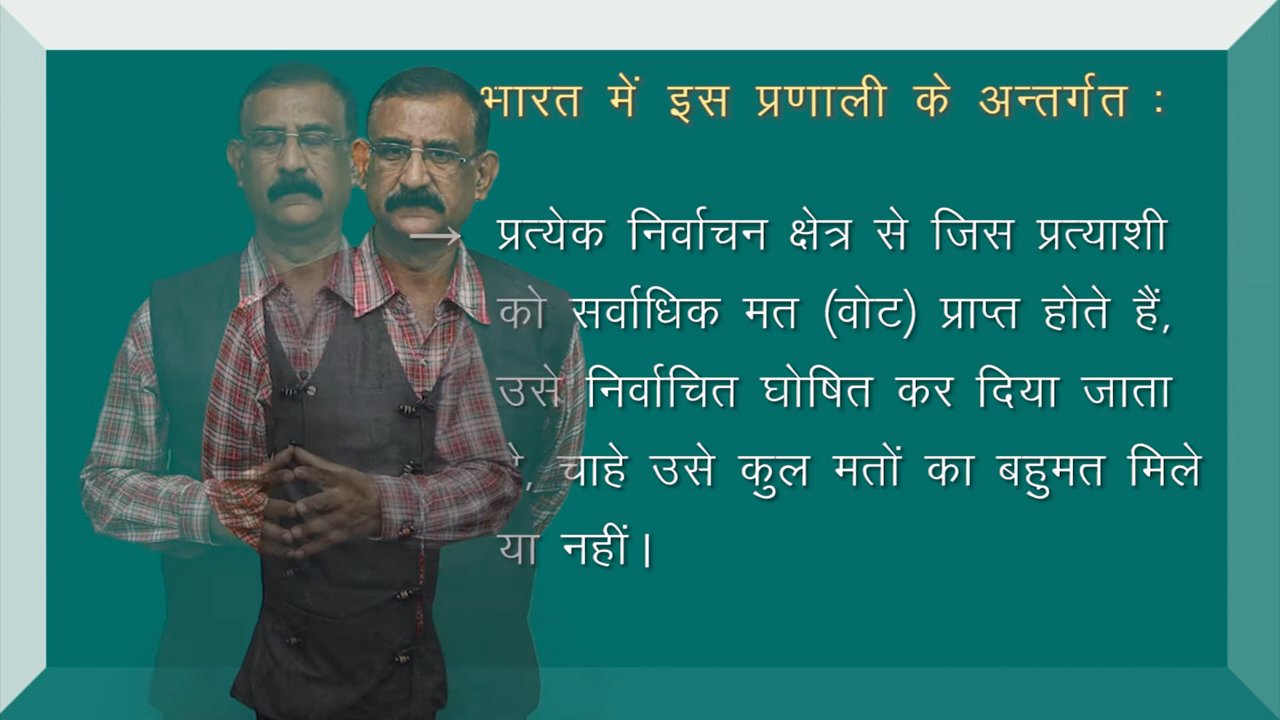 भारत में इस प्रणाली के अन्तर्गत :
→ प्रत्येक निर्वाचन क्षेत्र से जिस प्रत्याशी
को सर्वाधिक मत (वोट) प्राप्त होते हैं,
उसे निर्वाचित घोषित कर दिया जाता
है, चाहे उसे कुल मतों का बहुमत मिले
या नहीं।